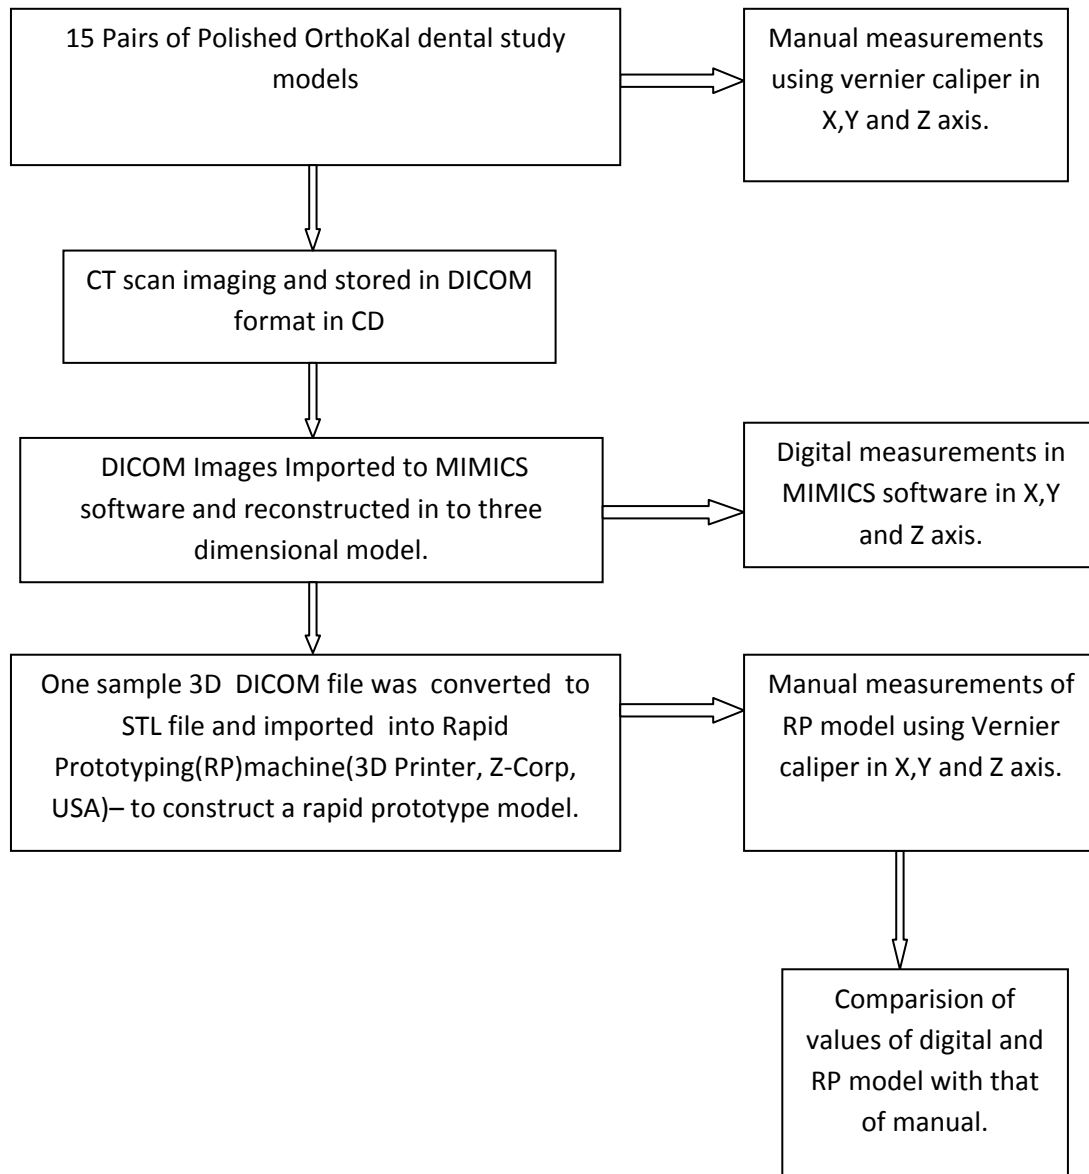 15 Pairs of Polished OrthoKal dental study
models
Manual measurements
using vernier caliper in
X,Y and Z axis.
CT scan imaging and stored in DICOM
format in CD
DICOM Images Imported to MIMICS
software and reconstructed in to three
dimensional model.
Digital measurements in
MIMICS software in X,Y
and Z axis.
One sample 3D  DICOM file was  converted  to
STL file and imported  into Rapid
Prototyping(RP)machine(3D Printer, Z-Corp,
USA)– to construct a rapid prototype model.
Manual measurements of
RP model using Vernier
caliper in X,Y and Z axis.
Comparision of
values of digital and
RP model with that
of manual.